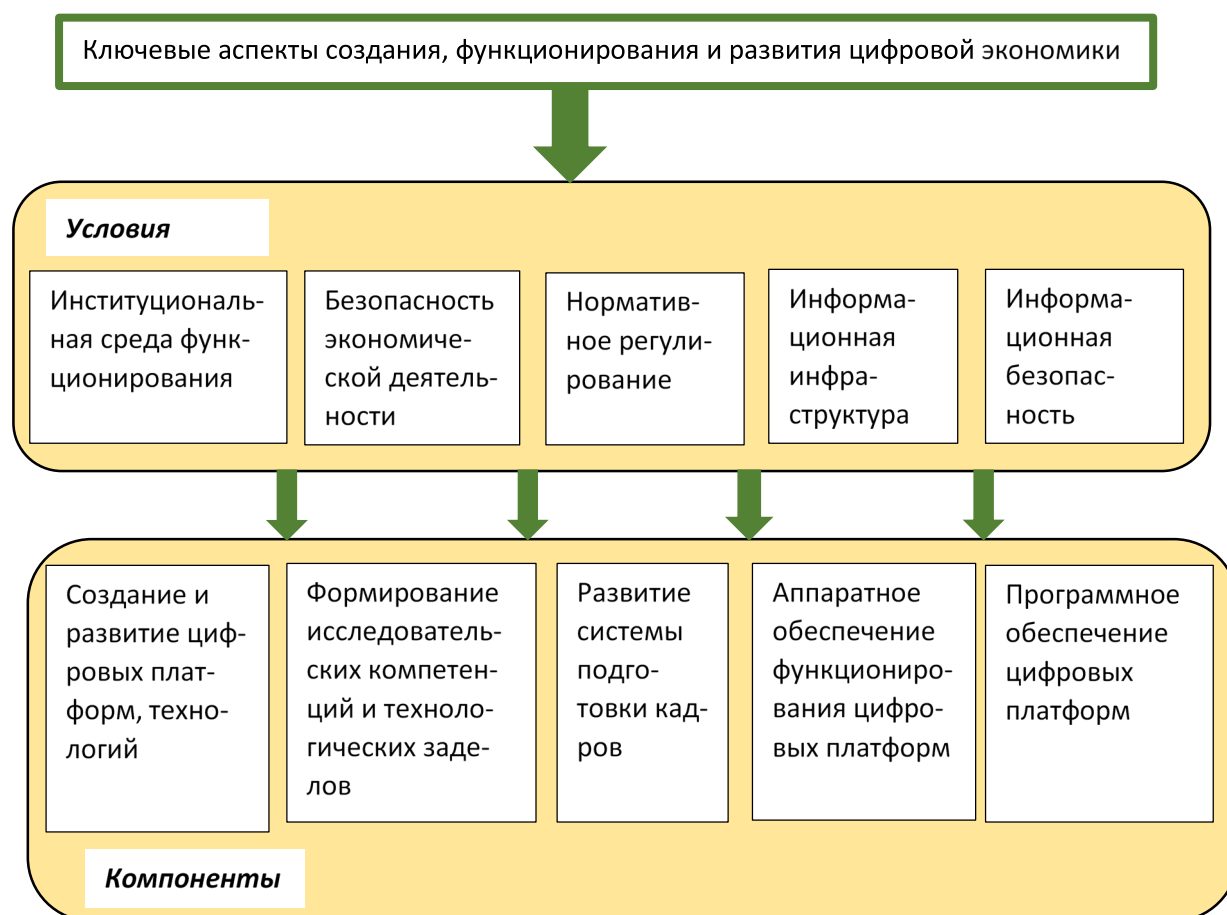 Ключевые аспекты создания, функционирования и развития цифровой экономики
Условия
Институциональ-
ная среда функ-
ционирования
Безопасность
экономиче-
ской деятель-
ности
Норматив-
ное регули-
рование
Информа-
ционная
инфра-
структура
Информа-
ционная
безопас-
ность
Создание и
развитие циф-
ровых плат-
форм, техно-
логий
Формирование
исследователь-
ских компетен-
ций и техноло-
гических заде-
лов
Развитие
системы
подго-
товки кад-
ров
Аппаратное
обеспечение
функциониро-
вания цифро-
вых платформ
Программное
обеспечение
цифровых
платформ
Компоненты